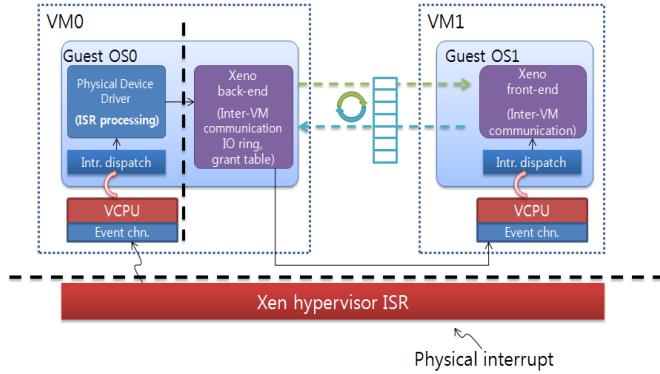 VM0
Guest OS0
Physical Device
Driver
(ISR processing)
Intr. dispatch
VCPU
Event chn.
Xeno
back-end
(Inter-VM
communication
IO ring,
grant table)
VM1
Guest OS1
Xeno
front-end
(Inter-VM
communication)
Intr. dispatch
VCPU
Event chn.
Xen hypervisor ISR
Physical interrupt